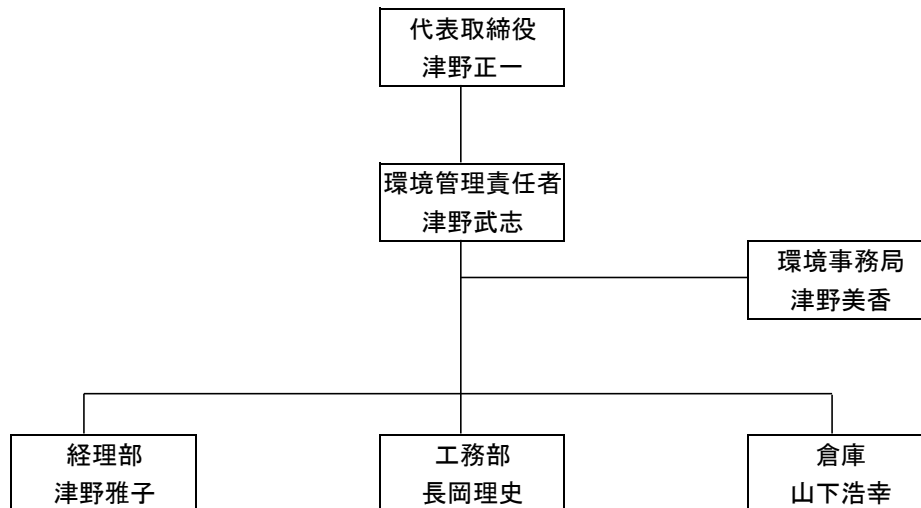 代表取締役
津野正一
環境管理責任者
津野武志
環境事務局
津野美香
経理部
津野雅子
工務部
長岡理史
倉庫
山下浩幸